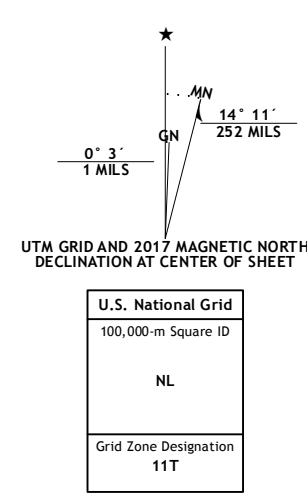 ★
MN
GN
14° 11´
252 MILS
0° 3´
1 MILS
UTM GRID AND 2017 MAGNETIC NORTH
DECLINATION AT CENTER OF SHEET
U.S. National Grid
100,000-m Square ID
NL
Grid Zone Designation
11T